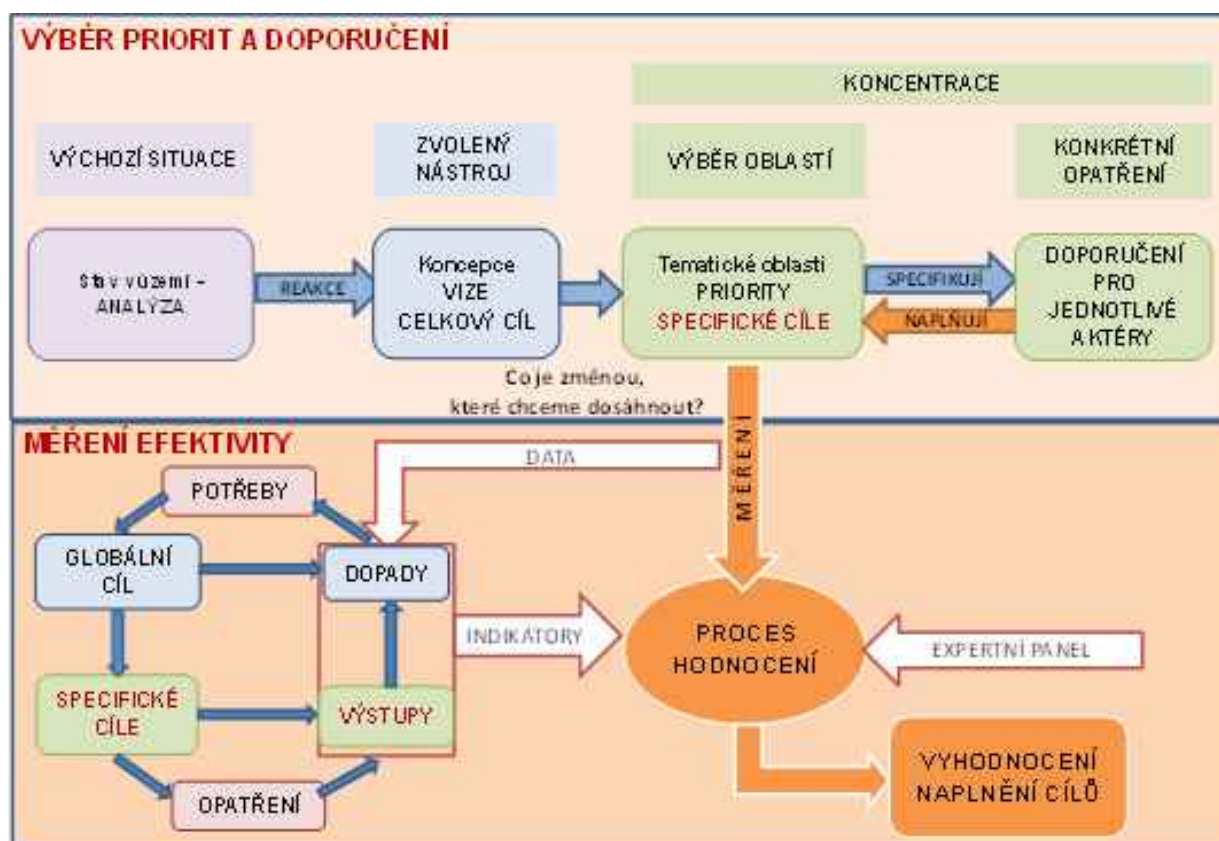 VÝBĚR PRIORIT A DOPORUČENÍ
KONCENTRACE
VÝCHOZÍ SITUACE
ZVOLENÝ
NÁSTROJ
VÝBĚR OBLASTÍ
KONKRÉTNÍ
OPATŘENÍ
Stav v území –
ANALÝZA
REAKCE
Koncepce
VIZE
CELKOVÝ CÍL
Tematické oblasti
PRIORITY
SPECIFICKÉ CÍLE
SPECIFIKUJÍ
NAPLŇUJÍ
DOPORUČENÍ
PRO
JEDNOTLIVÉ
AKTÉRY
Co je změnou,
které chceme dosáhnout?
MĚŘENÍ EFEKTIVITY
DATA
MĚŘENÍ
POTŘEBY
GLOBÁLNÍ
CÍL
DOPADY
INDIKÁTORY
PROCES
HODNOCENÍ
EXPERTNÍ PANEL
SPECIFICKÉ
CÍLE
VÝSTUPY
OPATŘENÍ
VYHODNOCENÍ
NAPLNĚNÍ CÍLŮ